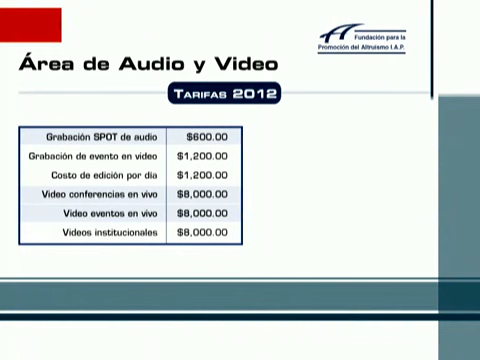 Fundación para la
Promoción del Altruismo I.A.P.
Área de Audio y Video
TARIFAS 2012
Grabación SPOT de audio $600.00
Grabación de evento en video $1,200.00
Costo de edición por día $1,200.00
Video conferencias en vivo $8,000.00
Video eventos en vivo $8,000.00
Videos institucionales $8,000.00